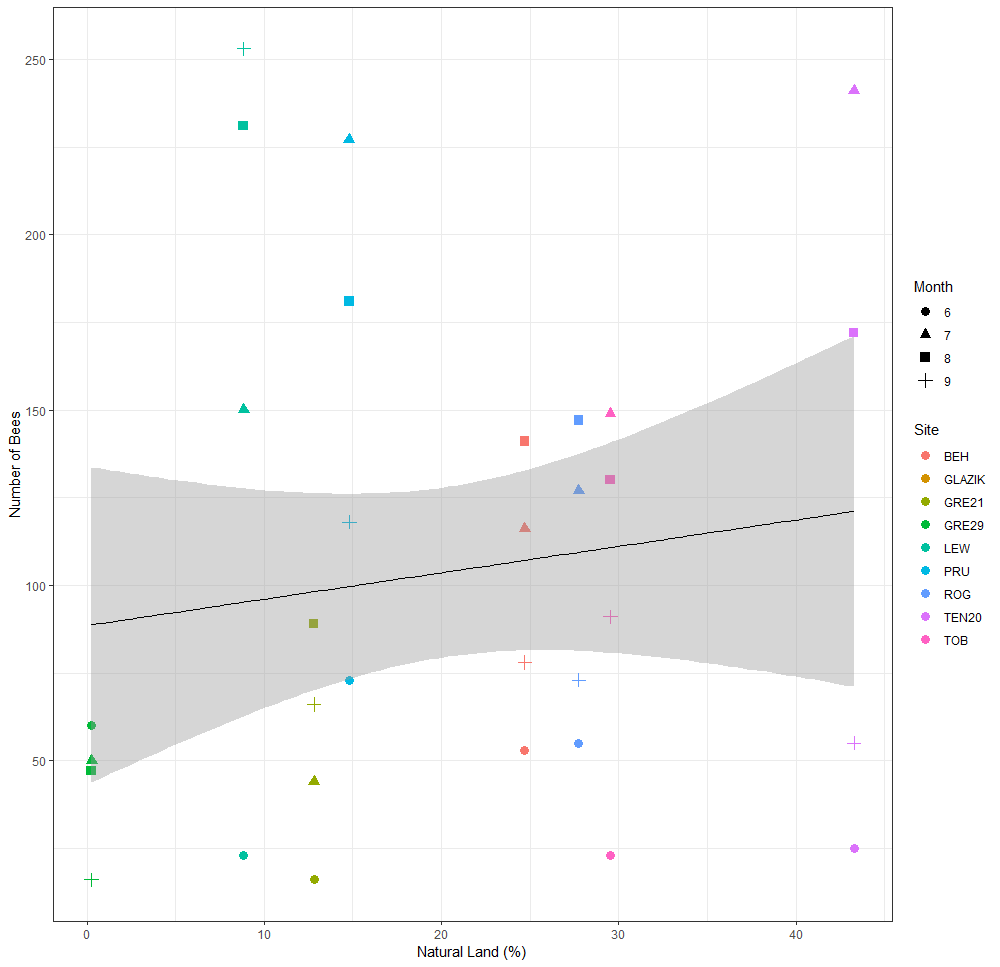 250
200
150
100
50
Number of Bees
0
10
20
30
40
Natural Land (%)
Month
6
7
8
9
Site
BEH
GLAZIK
GRE21
GRE29
LEW
PRU
ROG
TEN20
TOB